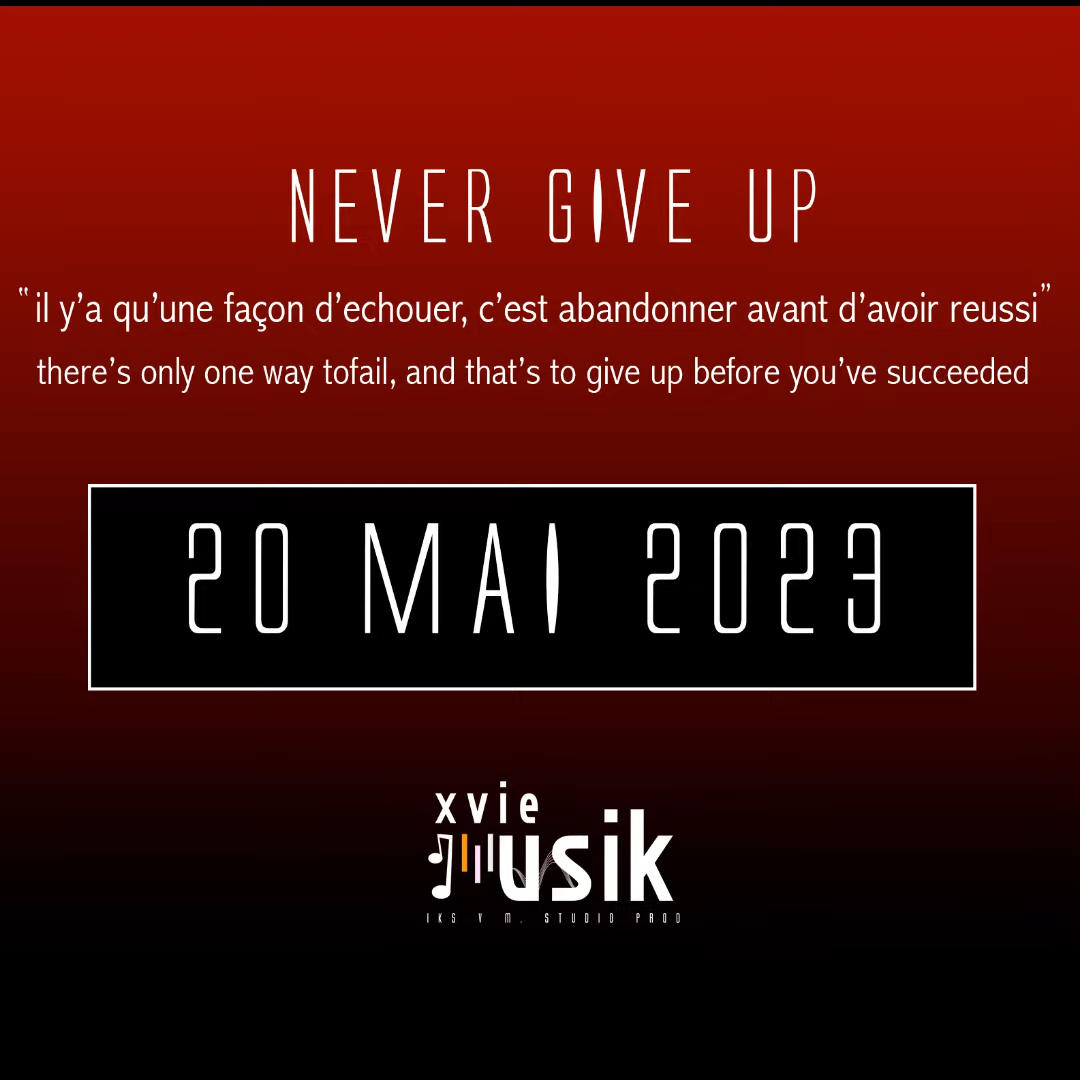 NEVER GIVE UP
"il y'a qu'une façon d'echouer, c'est abandonner avant d'avoir reussi"
there's only one way tofail, and that's to give up before you've succeeded
20 MAI 2023
xvie
usik
IKS V M. STUDIO PROD